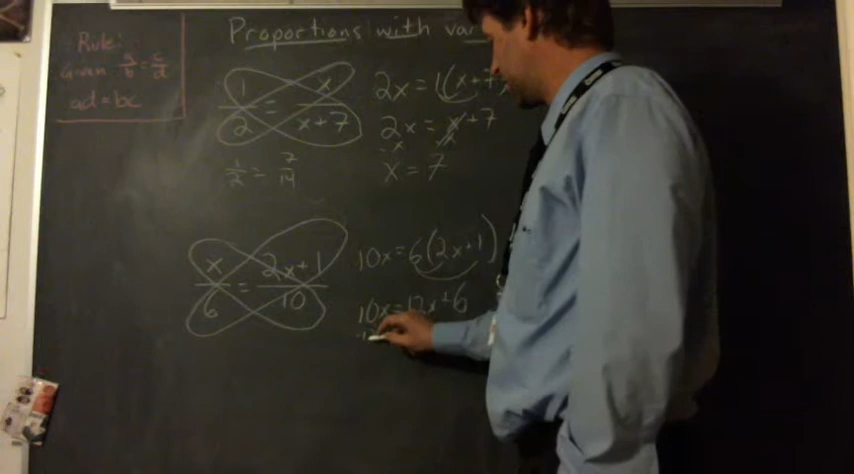 Proportions with var
Rule:
Given a/b = c/d
ad = bc
1/2 = x/x+7
2x = 1(x+7)
2x = x+7
-x -x
x = 7
1/2 = 7/14
x/6 = 2x+1/10
10x = 6(2x+1)
10x = 12x+6